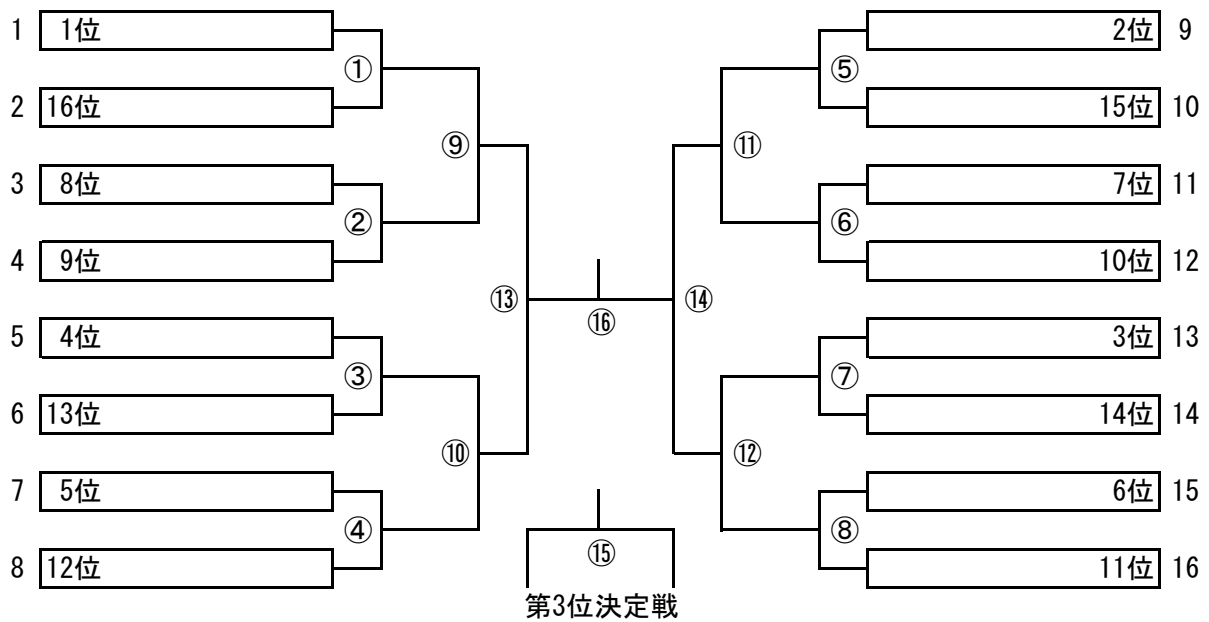 1 1位 2位 9
① ⑤
2 16位 15位 10
⑨ ⑪
3 8位 7位 11
② ⑥
4 9位 10位 12
⑬ ⑭
⑯
5 4位 3位 13
③ ⑦
6 13位 14位 14
⑩ ⑫
7 5位 6位 15
④ ⑧
⑮
8 12位 11位 16
第3位決定戦